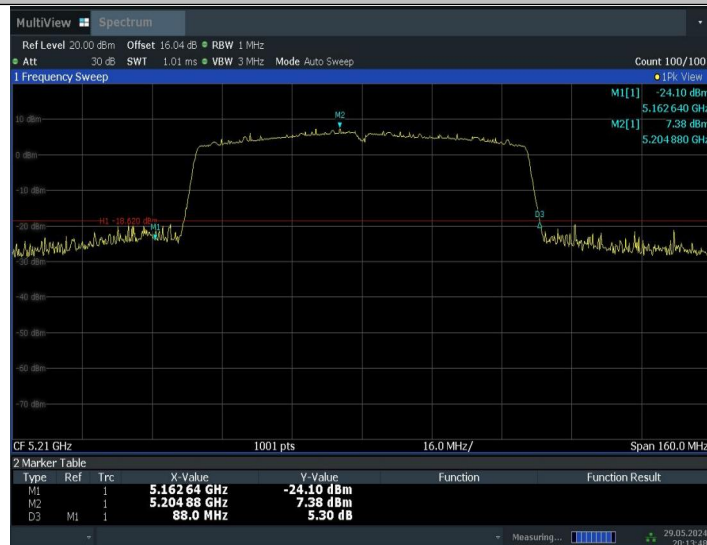 MultiView Spectrum
Ref Level 20.00 dBm Offset 16.04 dB RBW 1 MHz
Att 30 dB SWT 1.01 ms VBW 3 MHz Mode Auto Sweep Count 100/100
1 Frequency Sweep 1Pk View
M1[1] -24.10 dBm
5.162 640 GHz
M2[1] 7.38 dBm
5.204 880 GHz
M2
10 dBm
0 dBm
-10 dBm
H1 -18.620 dBm
D3
-20 dBm
M1
-30 dBm
-40 dBm
-50 dBm
-60 dBm
-70 dBm
CF 5.21 GHz 1001 pts 16.0 MHz/ Span 160.0 MHz
2 Marker Table
Type Ref Trc X-Value Y-Value Function Function Result
M1 1 5.162 64 GHz -24.10 dBm
M2 1 5.204 88 GHz 7.38 dBm
D3 M1 1 88.0 MHz 5.30 dB
Measuring... 29.05.2024
20:13:48